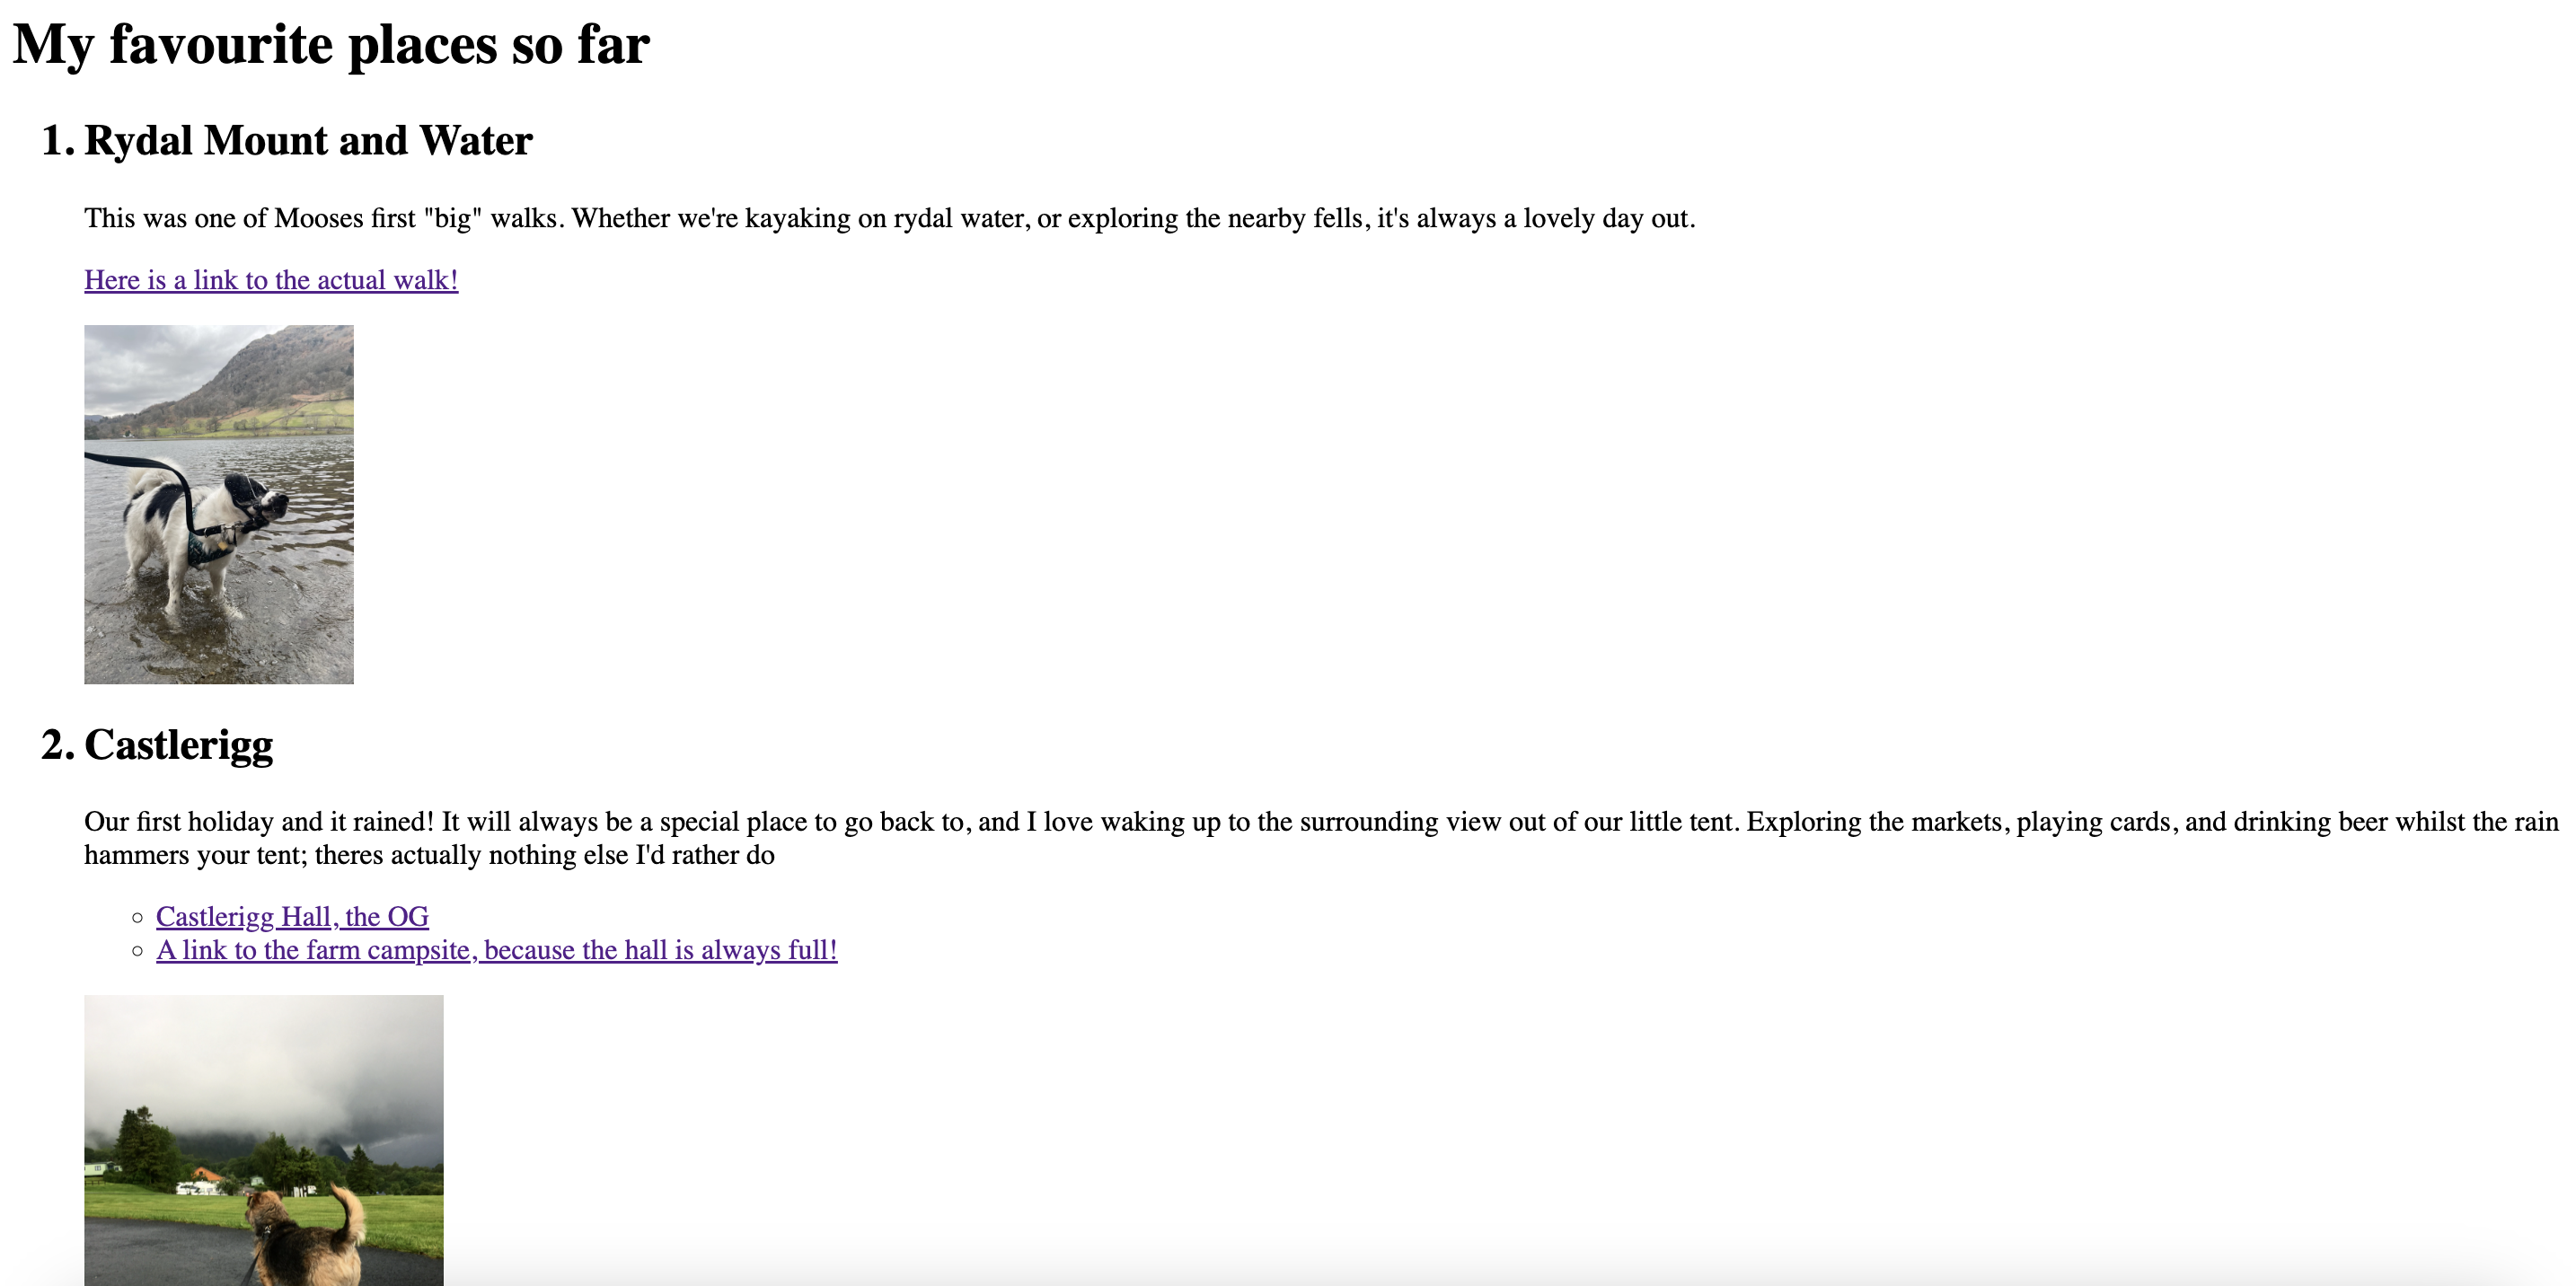 My favourite places so far
1. Rydal Mount and Water
This was one of Mooses first "big" walks. Whether we're kayaking on rydal water, or exploring the nearby fells, it's always a lovely day out.
Here is a link to the actual walk!
2. Castlerigg
Our first holiday and it rained! It will always be a special place to go back to, and I love waking up to the surrounding view out of our little tent. Exploring the markets, playing cards, and drinking beer whilst the rain
hammers your tent; theres actually nothing else I'd rather do
Castlerigg Hall, the OG
A link to the farm campsite, because the hall is always full!